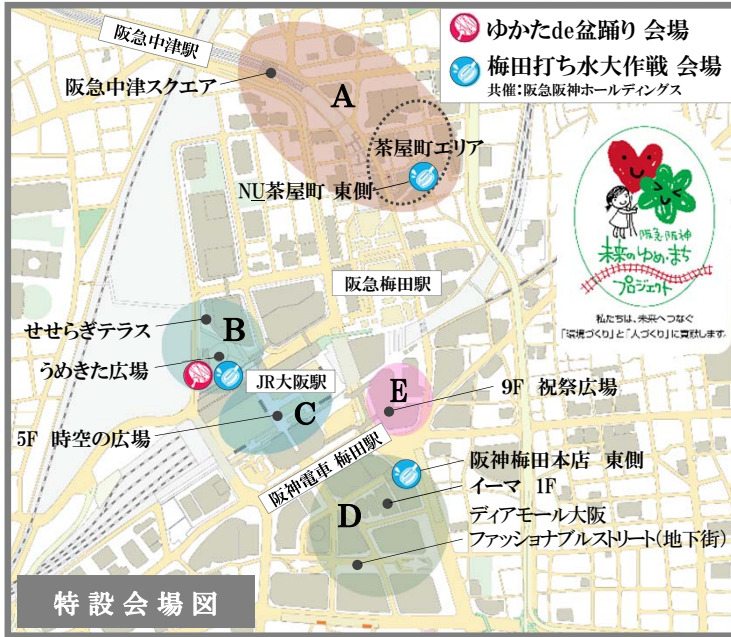 ゆかたde盆踊り 会場
梅田打ち水大作戦 会場
共催:阪急阪神ホールディングス
阪急中津駅
阪急中津スクエア
A
茶屋町エリア
NU茶屋町 東側
阪急阪神
未来のゆめ・まち
プロジェクト
私たちは、未来へつなぐ
「環境づくり」と「人づくり」に貢献します。
阪急梅田駅
せせらぎテラス
B
うめきた広場
JR大阪駅
E
9F 祝祭広場
C
5F 時空の広場
阪神電車 梅田駅
阪神梅田本店 東側
イーマ 1F
D
ディアモール大阪
ファッショナブルストリート(地下街)
特設会場図